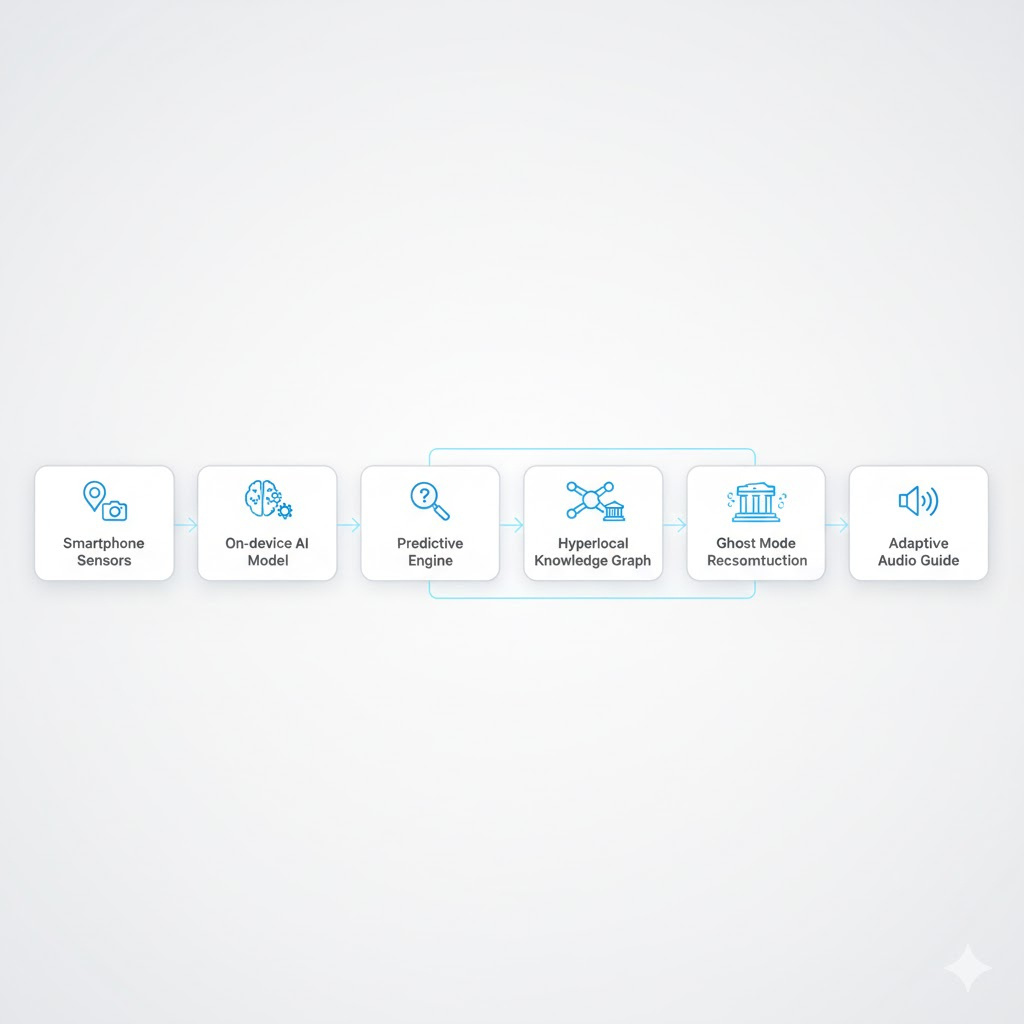 Smartphone
Sensors
On-device AI
Model
?
Predictive
Engine
Hyperlocal
Knowledge Graph
Ghost Mode
Recsomtuction
Adaptive
Audio Guide